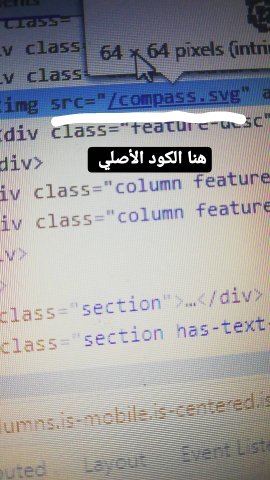 class=
64 × 64 pixels (intri
v class=
v class=
img src="/compass.svg" a
div class="feature-desc"
div>
هنا الكود الأصلي
iv class="column feature
iv class="column feature
v>
>
class="section">…</div>
class="section has-text-
lumns.is-mobile.is-centered.is
puted Layout Event Liste